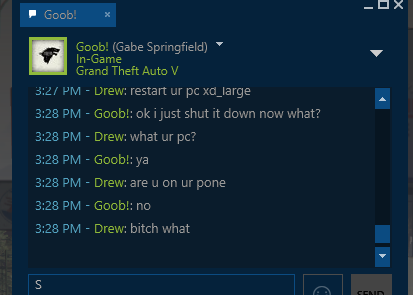 Goob!
Goob! (Gabe Springfield)
In-Game
Grand Theft Auto V
3:27 PM - Drew: restart ur pc xd_large
3:28 PM - Goob!: ok i just shut it down now what?
3:28 PM - Drew: what ur pc?
3:28 PM - Goob!: ya
3:28 PM - Drew: are u on ur pone
3:28 PM - Goob!: no
3:28 PM - Drew: bitch what
S
SEND